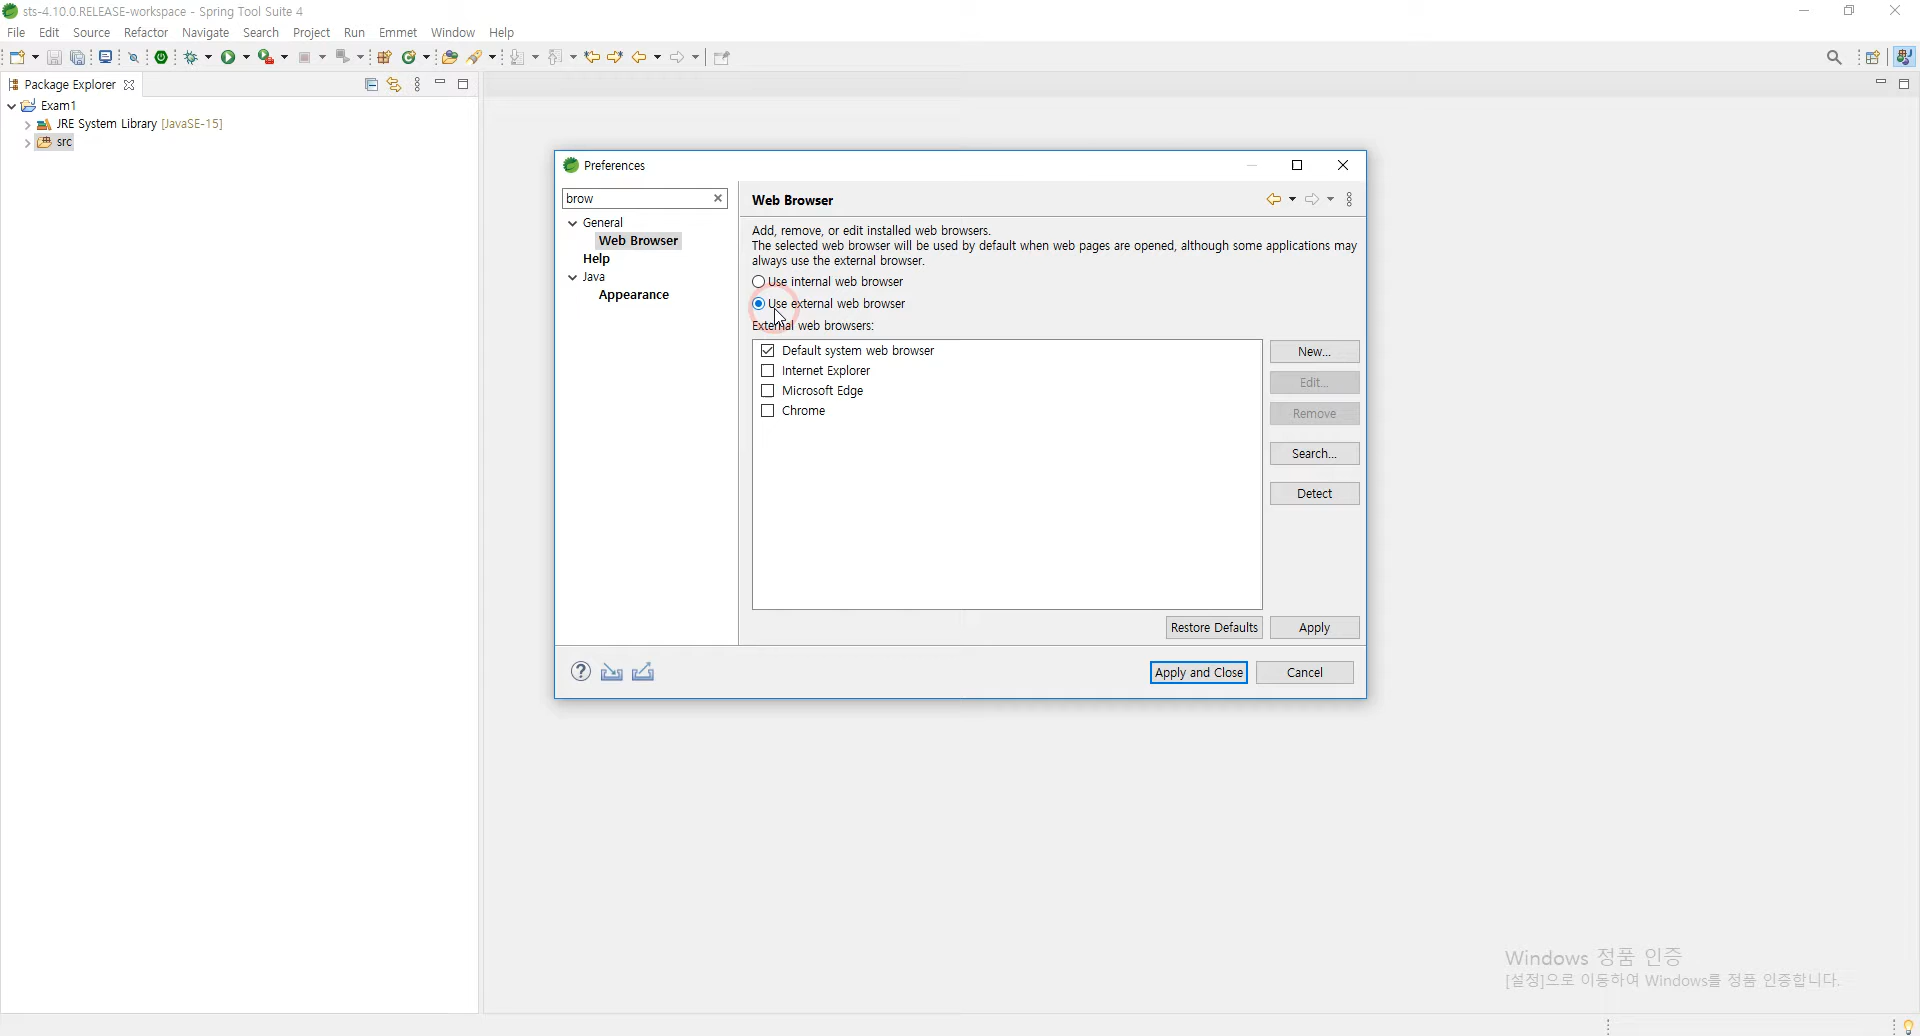 sts-4.10.0.RELEASE-workspace - Spring Tool Suite 4
File Edit Source Refactor Navigate Search Project Run Emmet Window Help
Package Explorer
Exam1
JRE System Library [JavaSE-15]
src
Preferences
brow
General
Web Browser
Help
Java
Appearance
Web Browser
Add, remove, or edit installed web browsers.
The selected web browser will be used by default when web pages are opened, although some applications may
always use the external browser.
Use internal web browser
Use external web browser
External web browsers:
Default system web browser
Internet Explorer
Microsoft Edge
Chrome
New...
Edit...
Remove
Search...
Detect
Restore Defaults
Apply
Apply and Close
Cancel
Windows 정품 인증
[설정]으로 이동하여 Windows를 정품 인증합니다.